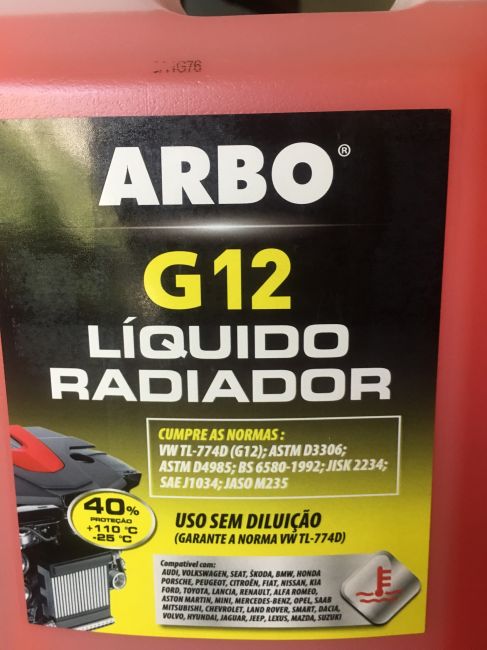 ARBO®
G12
LÍQUIDO
RADIADOR
CUMPRE AS NORMAS :
VW TL-774D (G12); ASTM D3306;
ASTM D4985; BS 6580-1992; JISK 2234;
SAE J1034; JASO M235
40%
PROTEÇÃO
+110 °C
-25 °C
USO SEM DILUIÇÃO
(GARANTE A NORMA VW TL-774D)
Compatível com:
AUDI, VOLKSWAGEN, SEAT, ŠKODA, BMW, HONDA
PORSCHE, PEUGEOT, CITROËN, FIAT, NISSAN, KIA
FORD, TOYOTA, LANCIA, RENAULT, ALFA ROMEO,
ASTON MARTIN, MINI, MERCEDES-BENZ, OPEL, SAAB
MITSUBISHI, CHEVROLET, LAND ROVER, SMART, DACIA,
VOLVO, HYUNDAI, JAGUAR, JEEP, LEXUS, MAZDA, SUZUKI